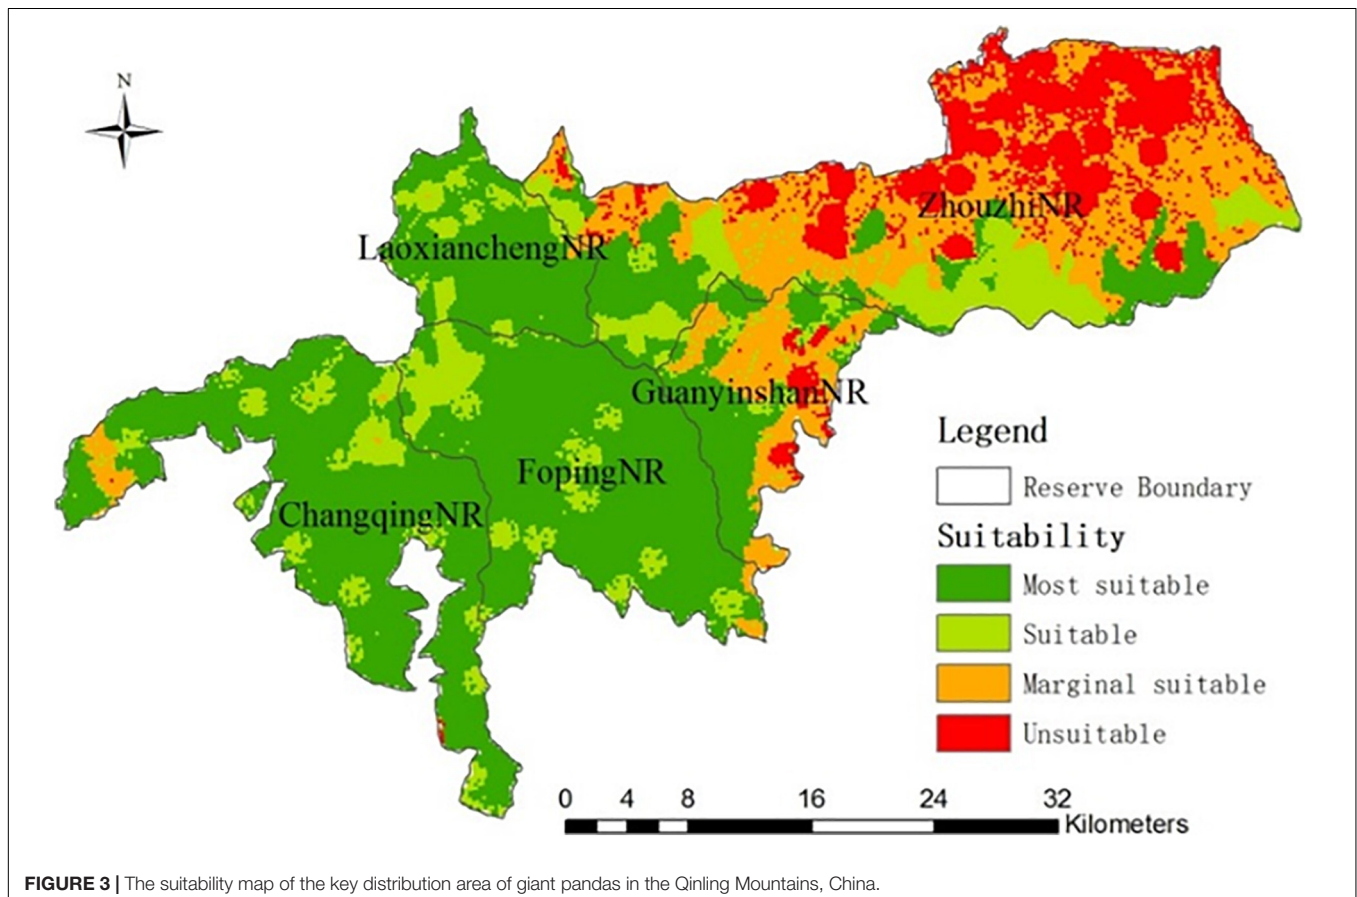 N
ZhouzhiNR
LaoxianchengNR
GuanyinshanNR
FopingNR
ChangqingNR
Legend
Reserve Boundary
Suitability
Most suitable
Suitable
Marginal suitable
Unsuitable
0 4 8 16 24 32
Kilometers
FIGURE 3 | The suitability map of the key distribution area of giant pandas in the Qinling Mountains, China.